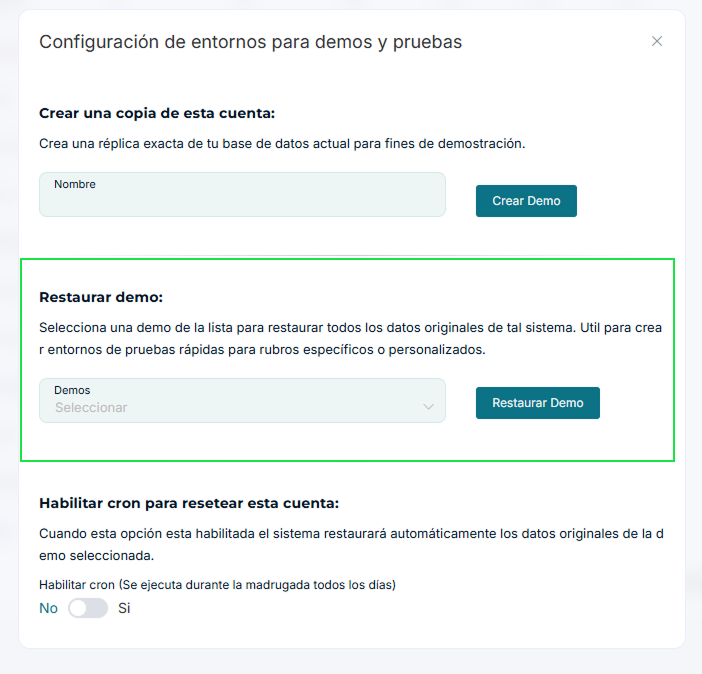 Configuración de entornos para demos y pruebas
Crear una copia de esta cuenta:
Crea una réplica exacta de tu base de datos actual para fines de demostración.
Nombre
Crear Demo
Restaurar demo:
Selecciona una demo de la lista para restaurar todos los datos originales de tal sistema. Util para crea
r entornos de pruebas rápidas para rubros específicos o personalizados.
Demos
Seleccionar
Restaurar Demo
Habilitar cron para resetear esta cuenta:
Cuando esta opción esta habilitada el sistema restaurará automáticamente los datos originales de la d
emo seleccionada.
Habilitar cron (Se ejecuta durante la madrugada todos los días)
No Si